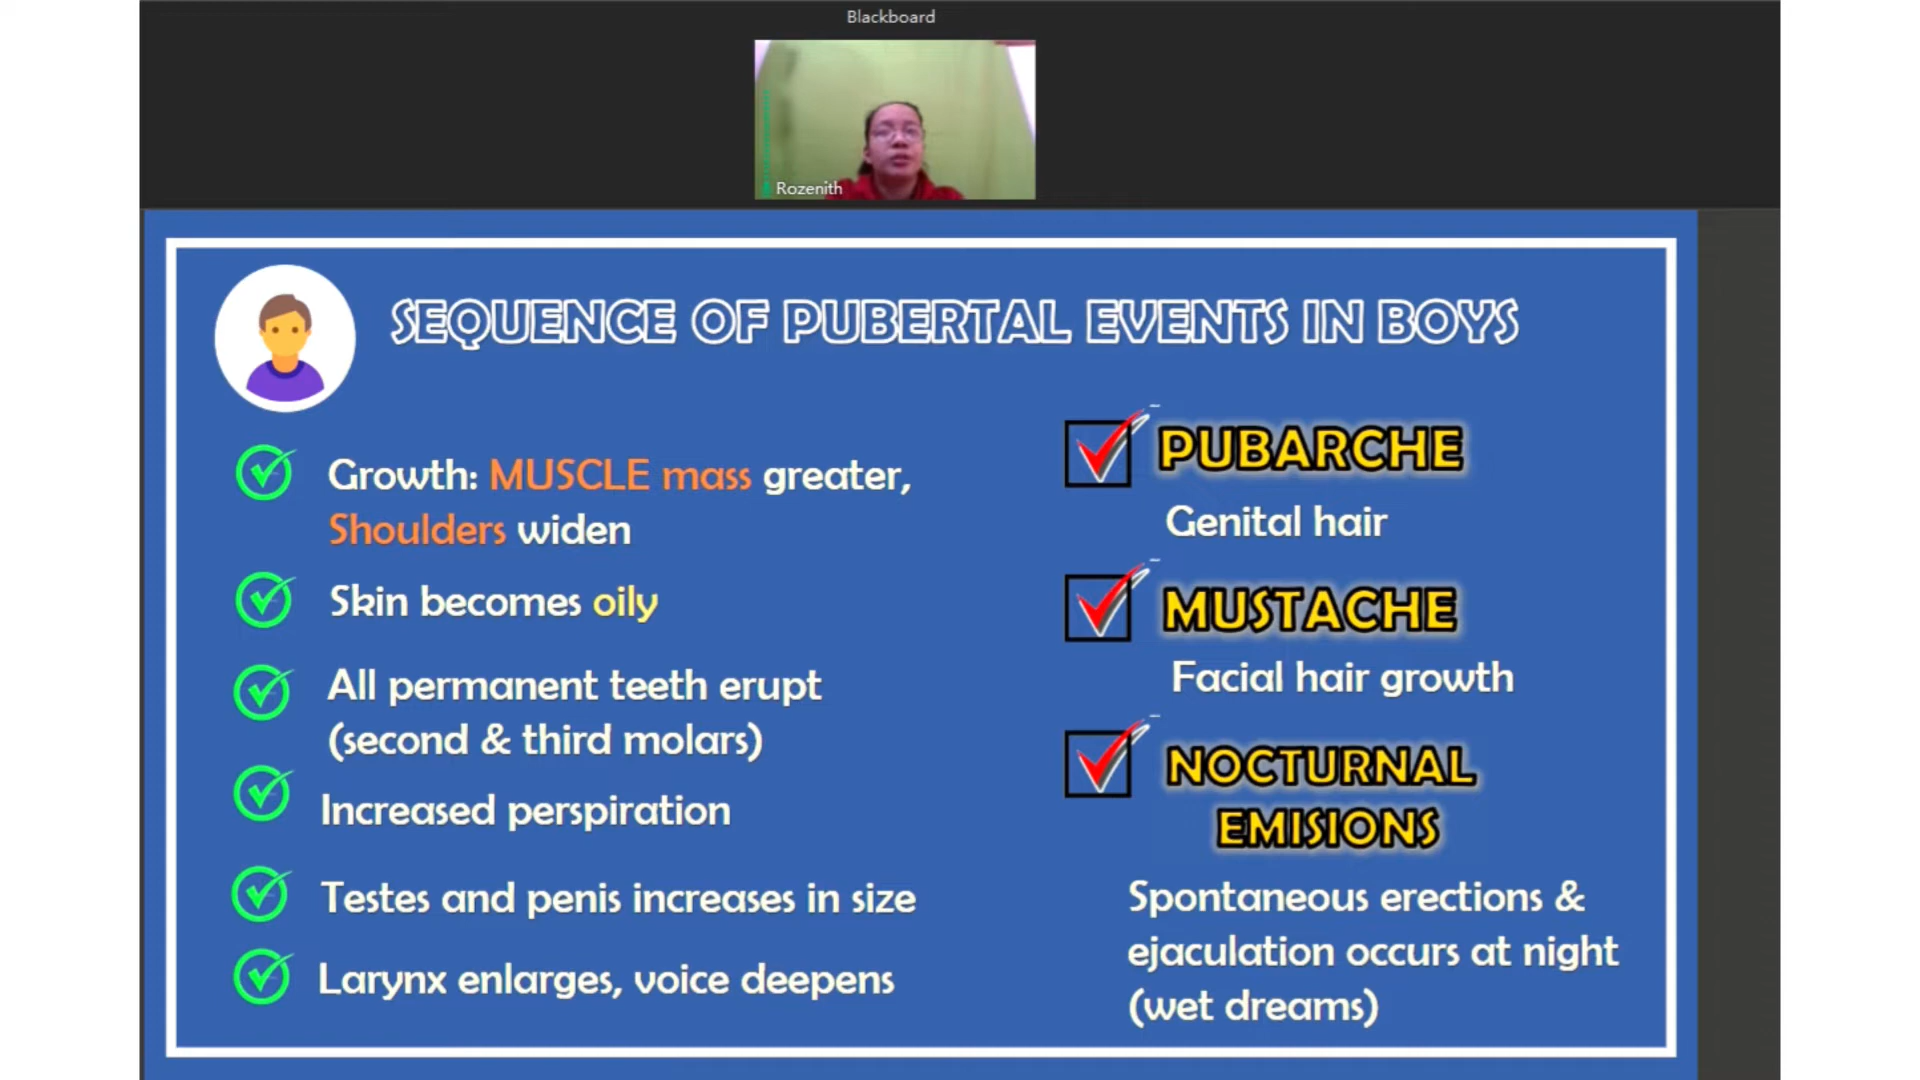 Blackboard
Rozenith
SEQUENCE OF PUBERTAL EVENTS IN BOYS
Growth: MUSCLE mass greater,
Shoulders widen
Skin becomes oily
All permanent teeth erupt
(second & third molars)
Increased perspiration
Testes and penis increases in size
Larynx enlarges, voice deepens
PUBARCHE
Genital hair
MUSTACHE
Facial hair growth
NOCTURNAL
EMISIONS
Spontaneous erections &
ejaculation occurs at night
(wet dreams)